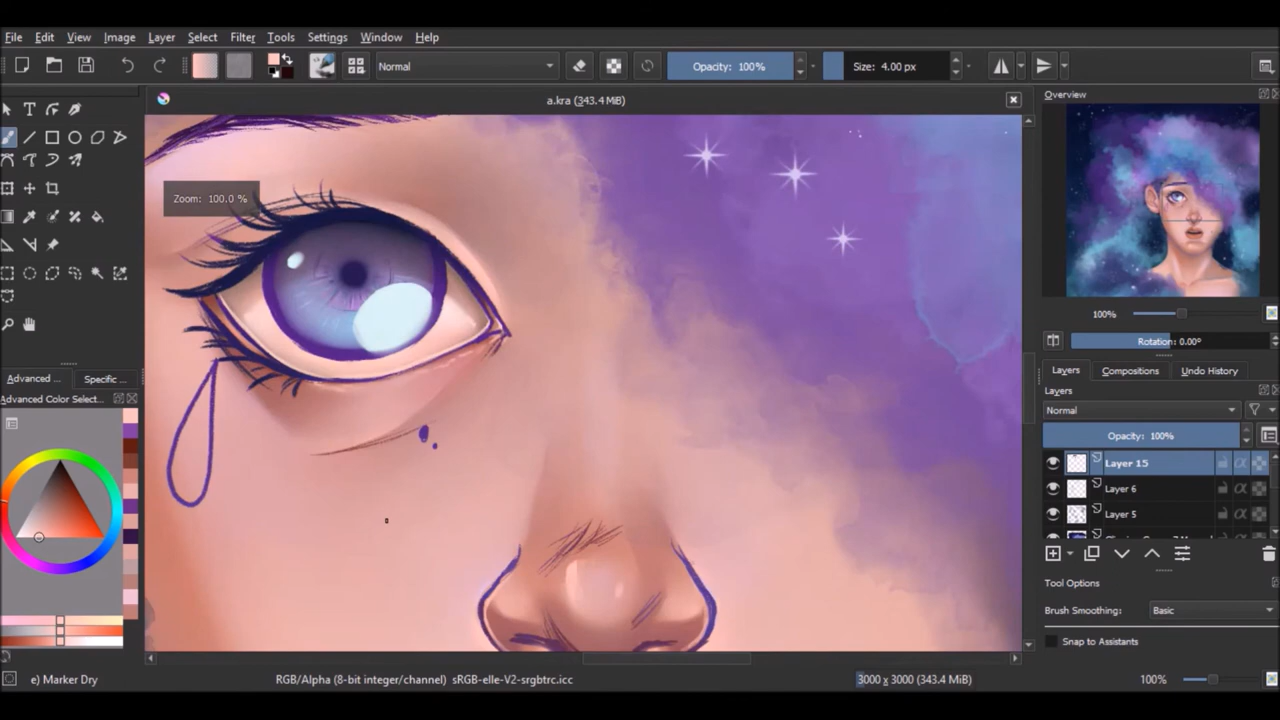 File Edit View Image Layer Select Filter Tools Settings Window Help
Normal
Opacity: 100%
Size: 4.00 px
a.kra (343.4 MiB)
Overview
Zoom: 100.0 %
100%
Rotation: 0.00°
Layers Compositions Undo History
Advanced ... Specific ...
Layers
Advanced Color Select...
Normal
Opacity: 100%
Layer 15
Layer 6
Layer 5
Tool Options
Brush Smoothing: Basic
Snap to Assistants
e) Marker Dry
RGB/Alpha (8-bit integer/channel) sRGB-elle-V2-srgbtrc.icc
3000 x 3000 (343.4 MiB)
100%